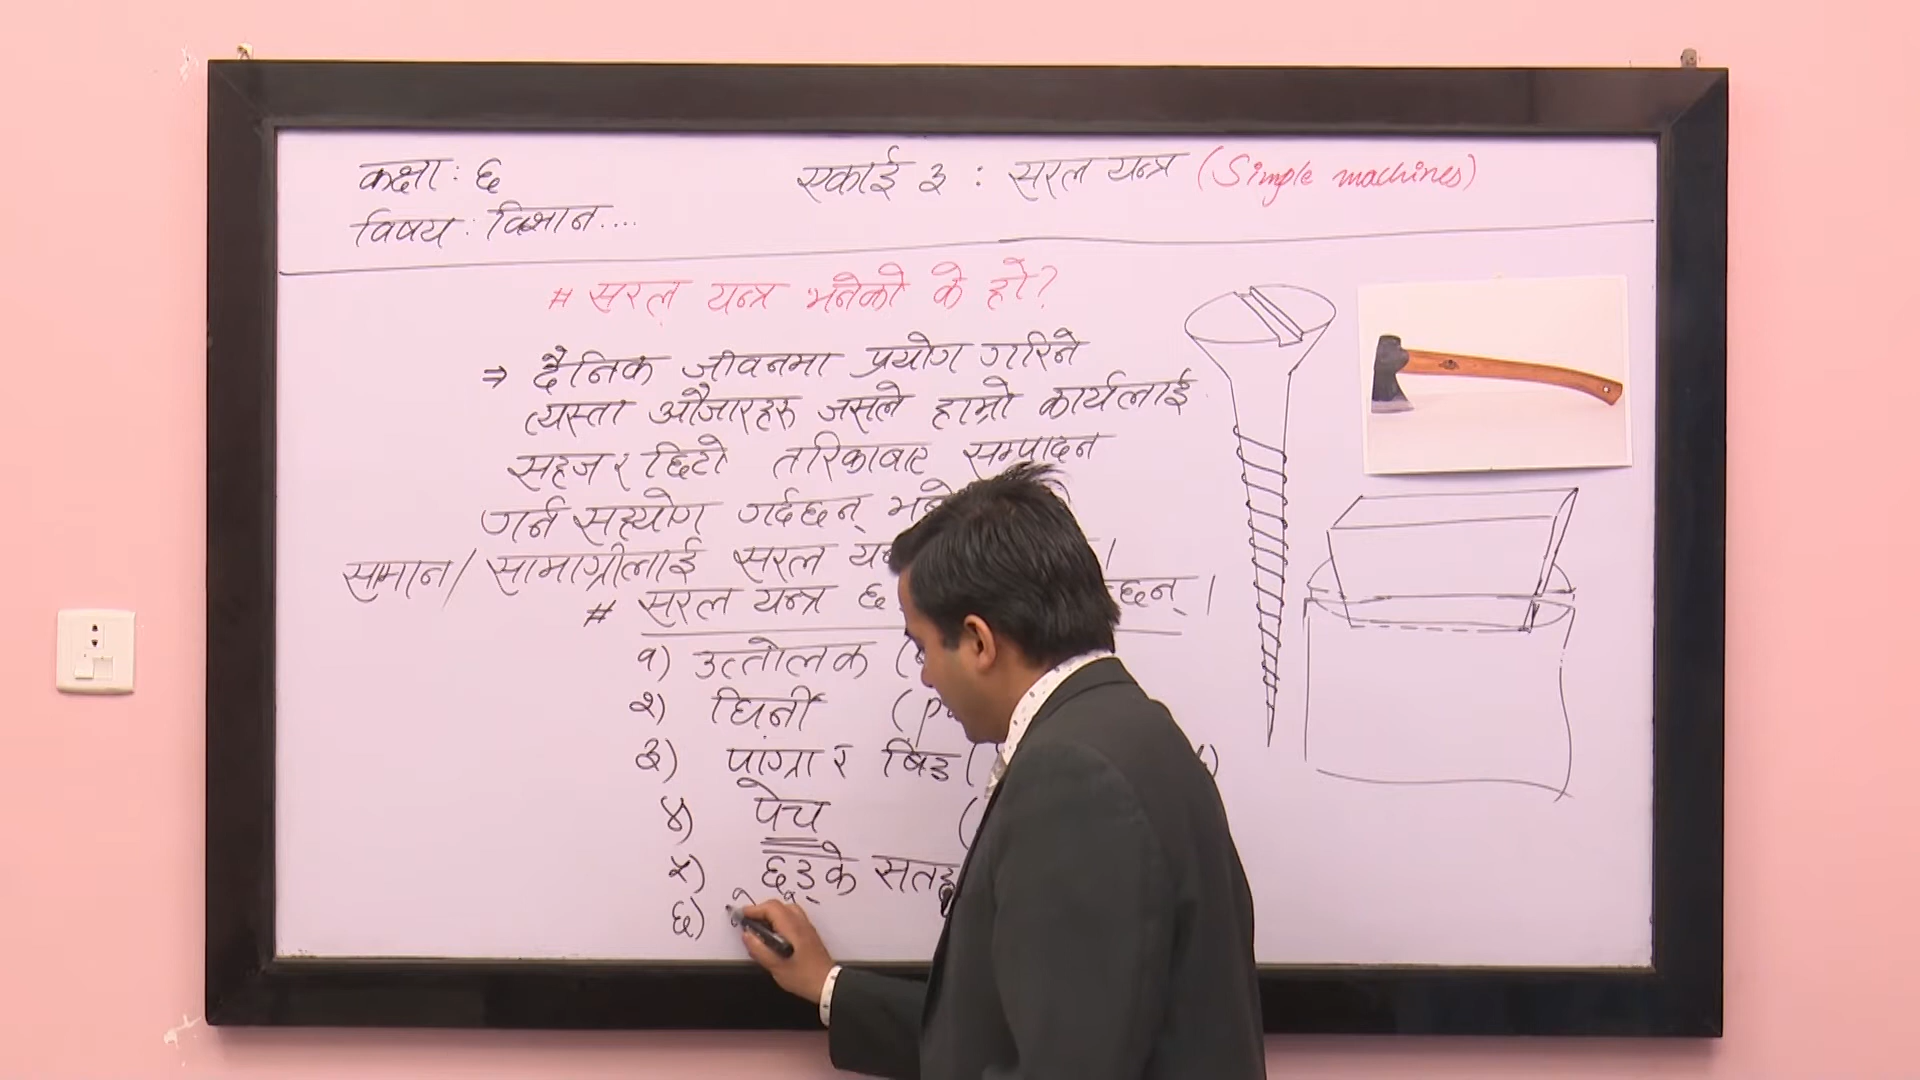 कक्षा : ६
एकाई ३ : सरल यन्त्र (Simple machines)
विषय : विज्ञान....
# सरल यन्त्र भनेको के हो?
⇒ दैनिक जीवनमा प्रयोग गरिने
त्यस्ता औजारहरु जसले हाम्रो कार्यलाई
सहज र छिटो तरिकाबाट सम्पादन
गर्न सहयोग गर्दछन्
समान/ सामाग्रीलाई सरल
# सरल यन्त्र ६ छन् ।
१) उत्तोलक (
२) घिर्नी (
३) पांग्रा र बिंड (
४) पेच (
५) छड्के सतह
६)